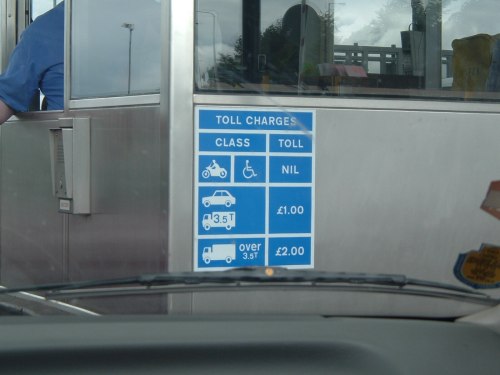 TOLL CHARGES
CLASS TOLL
NIL
£1.00
3.5T
over
3.5T
£2.00